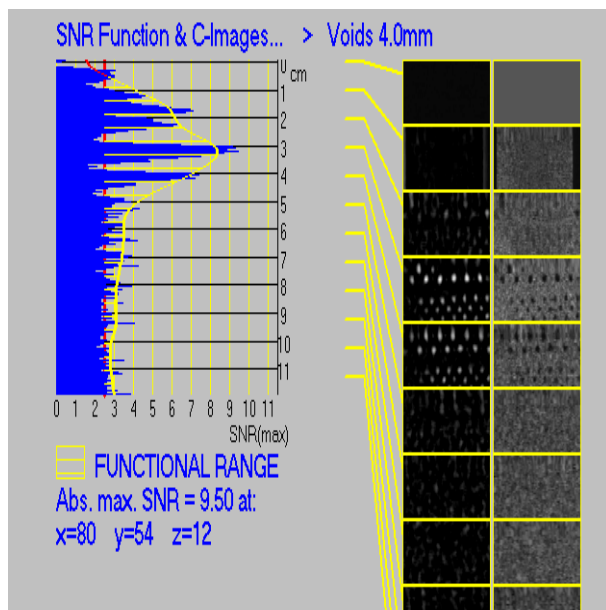 SNR Function & C-Images... > Voids 4.0mm
0
cm
1
2
3
4
5
6
7
8
9
10
11
0 1 2 3 4 5 6 7 8 9 10 11
SNR(max)
FUNCTIONAL RANGE
Abs. max. SNR = 9.50 at:
x=80 y=54 z=12